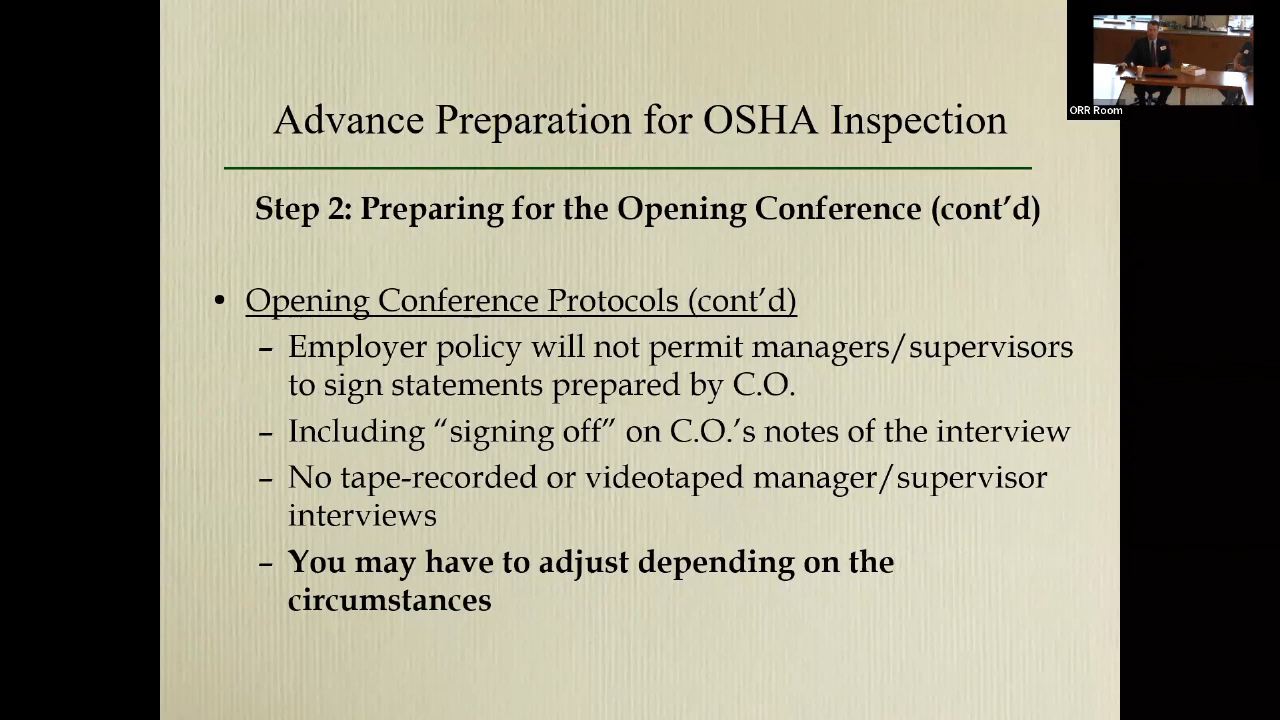 Advance Preparation for OSHA Inspection
Step 2: Preparing for the Opening Conference (cont’d)
• Opening Conference Protocols (cont’d)
– Employer policy will not permit managers/supervisors
to sign statements prepared by C.O.
– Including “signing off” on C.O.’s notes of the interview
– No tape-recorded or videotaped manager/supervisor
interviews
– You may have to adjust depending on the
circumstances
ORR Room